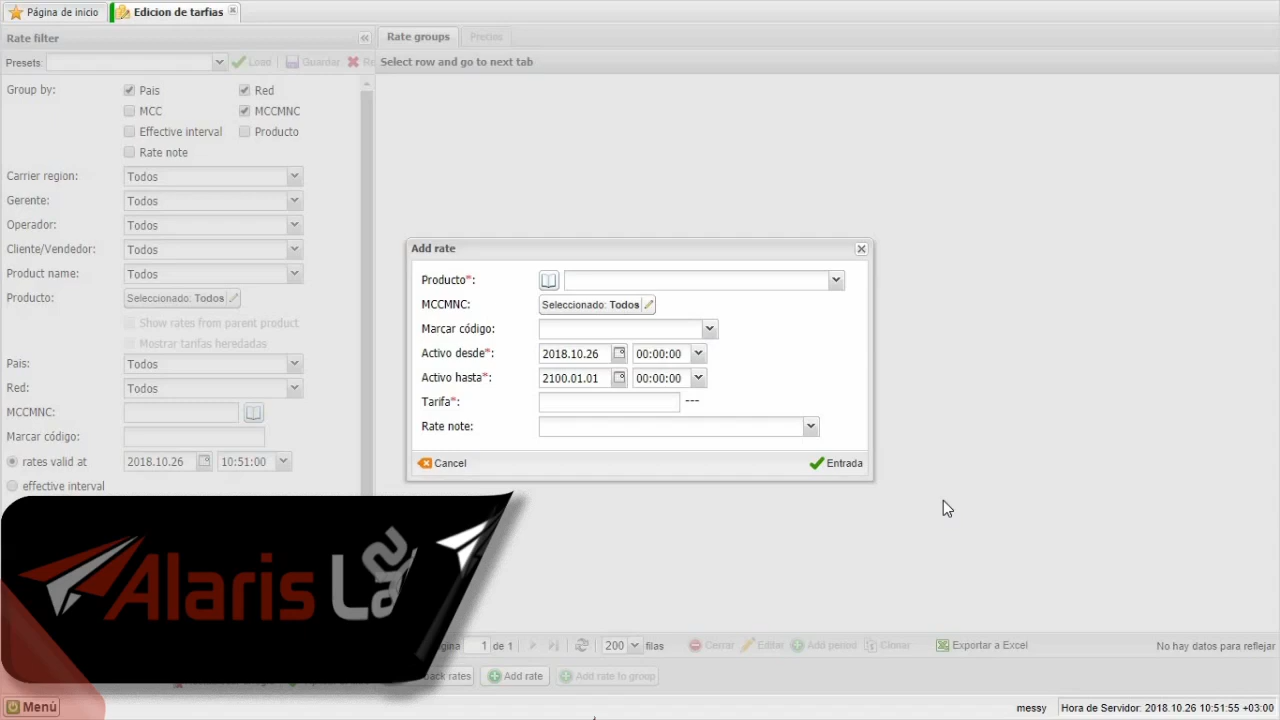 Página de inicio
Edicion de tarfias
Rate filter
Rate groups
Precios
Presets:
Load
Guardar
Re
Select row and go to next tab
Group by:
Pais
Red
MCC
MCCMNC
Effective interval
Producto
Rate note
Carrier region:
Todos
Gerente:
Todos
Operador:
Todos
Cliente/Vendedor:
Todos
Product name:
Todos
Producto:
Seleccionado: Todos
Show rates from parent product
Mostrar tarifas heredadas
Pais:
Todos
Red:
Todos
MCCMNC:
Marcar código:
rates valid at
2018.10.26
10:51:00
effective interval
Add rate
Producto*:
MCCMNC:
Seleccionado: Todos
Marcar código:
Activo desde*:
2018.10.26
00:00:00
Activo hasta*:
2100.01.01
00:00:00
Tarifa*:
---
Rate note:
Cancel
Entrada
Alaris La
1
de 1
200
filas
Cerrar
Editar
Add period
Clonar
Exportar a Excel
No hay datos para reflejar
back rates
Add rate
Add rate to group
Menú
messy
Hora de Servidor: 2018.10.26 10:51:55 +03:00